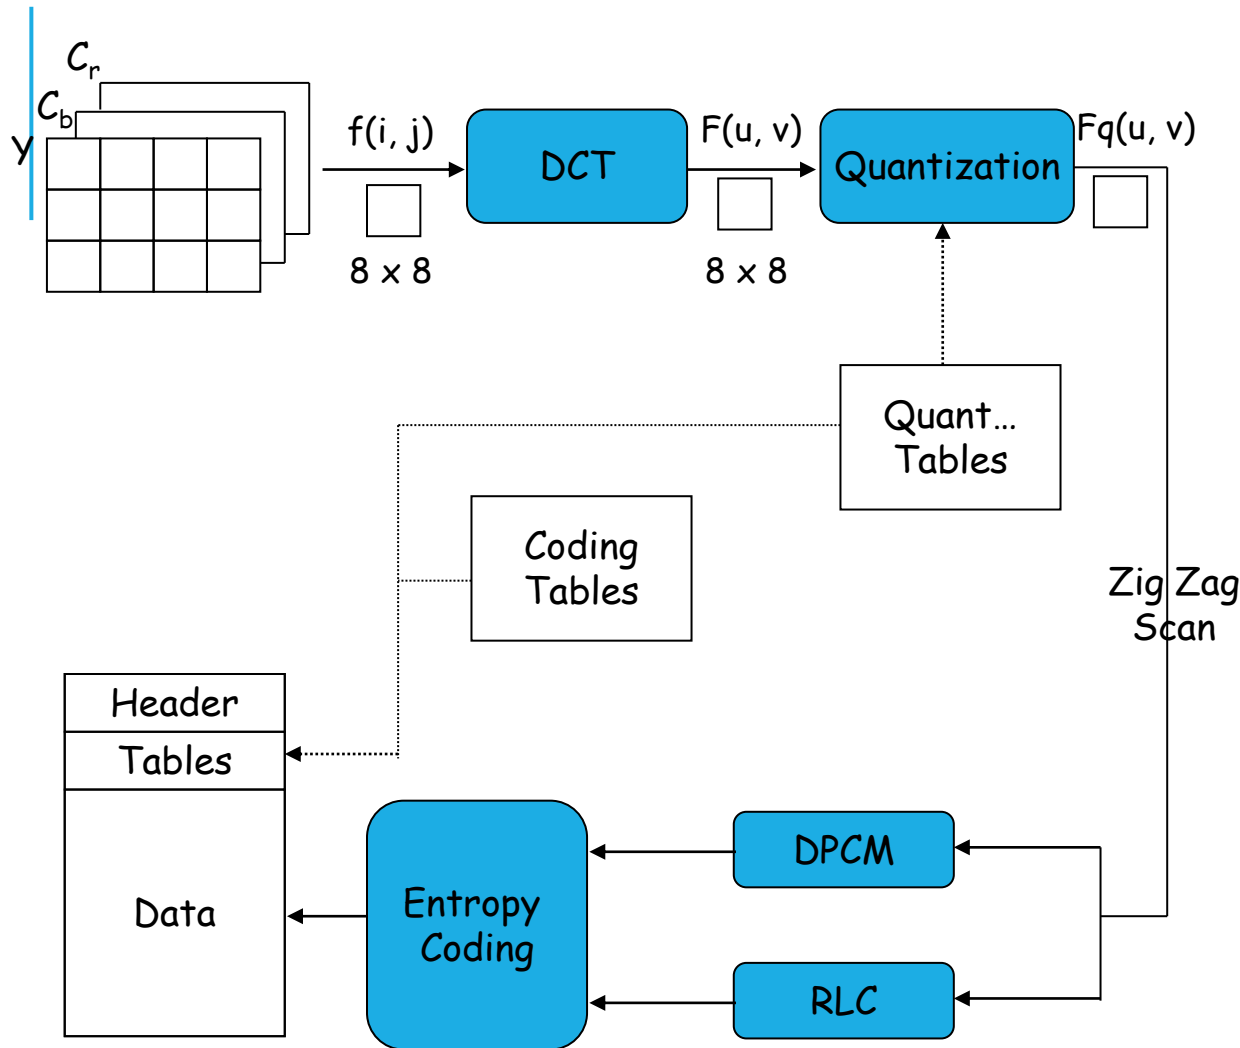 Cr
Cb
Y
f(i, j)
8 x 8
DCT
F(u, v)
8 x 8
Quantization
Fq(u, v)
Quant...
Tables
Coding
Tables
Zig Zag
Scan
Header
Tables
Data
Entropy
Coding
DPCM
RLC